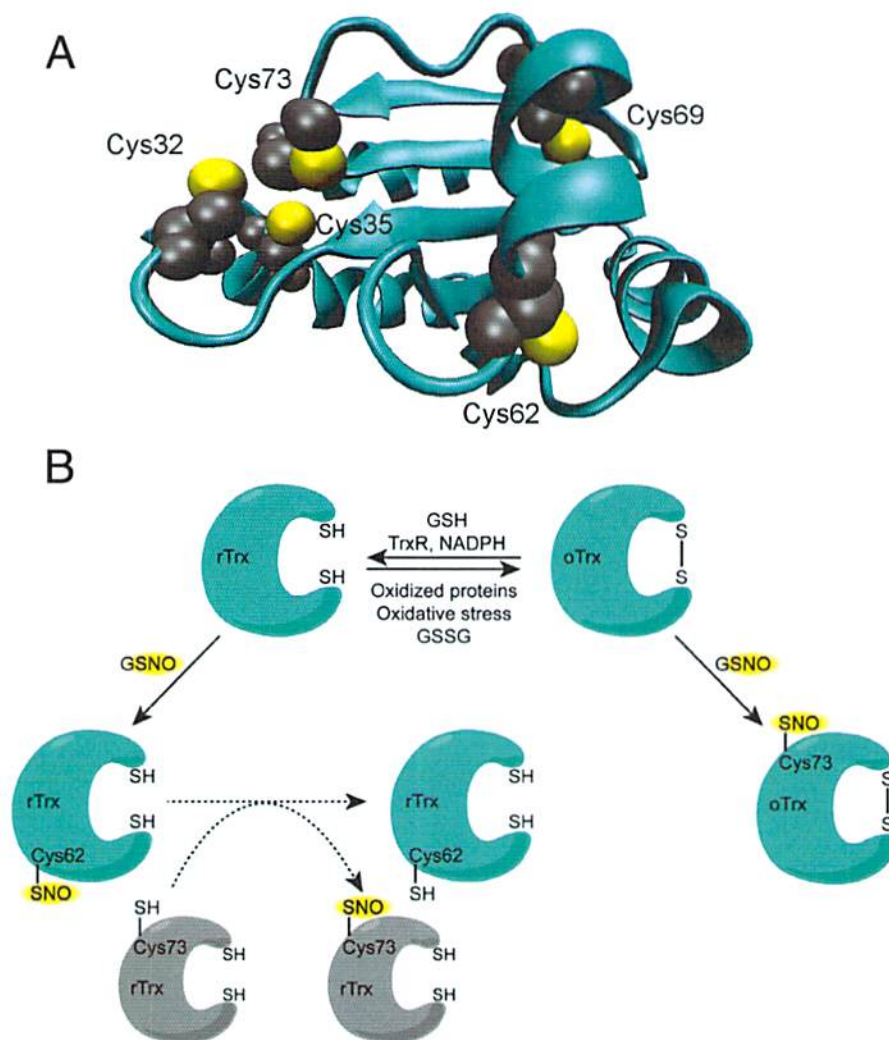 A
Cys73
Cys32
Cys69
Cys35
Cys62
B
rTrx
SH
SH
GSH
TrxR, NADPH
Oxidized proteins
Oxidative stress
GSSG
oTrx
S
S
GSNO
GSNO
rTrx
SH
SH
Cys62
SNO
rTrx
SH
SH
Cys62
SH
SNO
Cys73
oTrx
S
S
SH
Cys73
SH
rTrx
SH
SNO
Cys73
SH
rTrx
SH